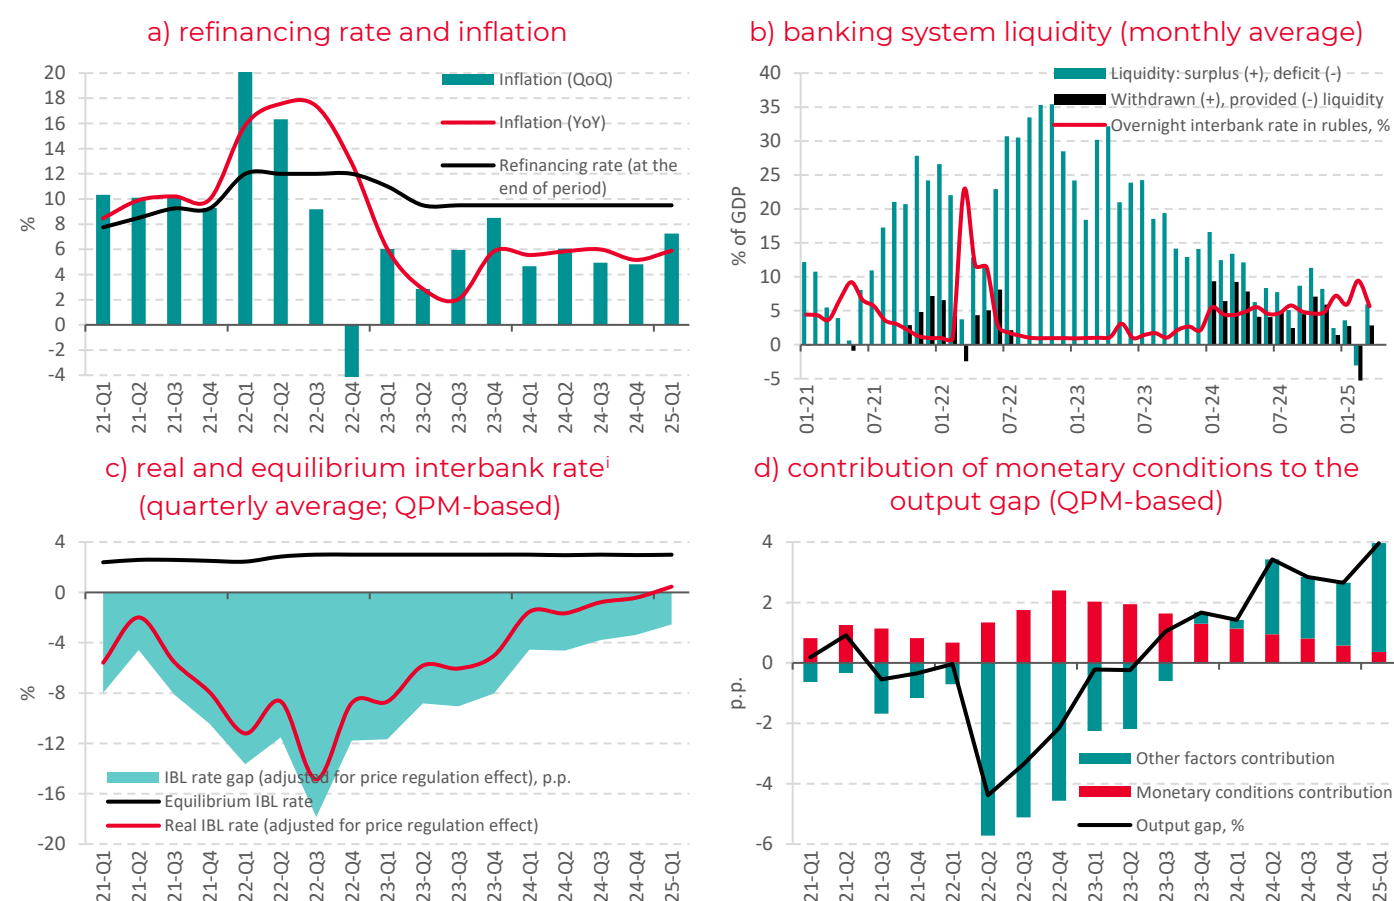 a) refinancing rate and inflation
20
18
16
14
12
10
8
6
4
2
0
-2
-4
%
Inflation (QoQ)
Inflation (YoY)
Refinancing rate (at the
end of period)
21-Q1
21-Q2
21-Q3
21-Q4
22-Q1
22-Q2
22-Q3
22-Q4
23-Q1
23-Q2
23-Q3
23-Q4
24-Q1
24-Q2
24-Q3
24-Q4
25-Q1
b) banking system liquidity (monthly average)
40
35
30
25
20
15
10
5
0
-5
% of GDP
Liquidity: surplus (+), deficit (-)
Withdrawn (+), provided (-) liquidity
Overnight interbank rate in rubles, %
01-21
07-21
01-22
07-22
01-23
07-23
01-24
07-24
01-25
c) real and equilibrium interbank rateⁱ
(quarterly average; QPM-based)
4
0
-4
-8
-12
-16
-20
%
IBL rate gap (adjusted for price regulation effect), p.p.
Equilibrium IBL rate
Real IBL rate (adjusted for price regulation effect)
21-Q1
21-Q2
21-Q3
21-Q4
22-Q1
22-Q2
22-Q3
22-Q4
23-Q1
23-Q2
23-Q3
23-Q4
24-Q1
24-Q2
24-Q3
24-Q4
25-Q1
d) contribution of monetary conditions to the
output gap (QPM-based)
4
2
0
-2
-4
-6
p.p.
Other factors contribution
Monetary conditions contribution
Output gap, %
21-Q1
21-Q2
21-Q3
21-Q4
22-Q1
22-Q2
22-Q3
22-Q4
23-Q1
23-Q2
23-Q3
23-Q4
24-Q1
24-Q2
24-Q3
24-Q4
25-Q1